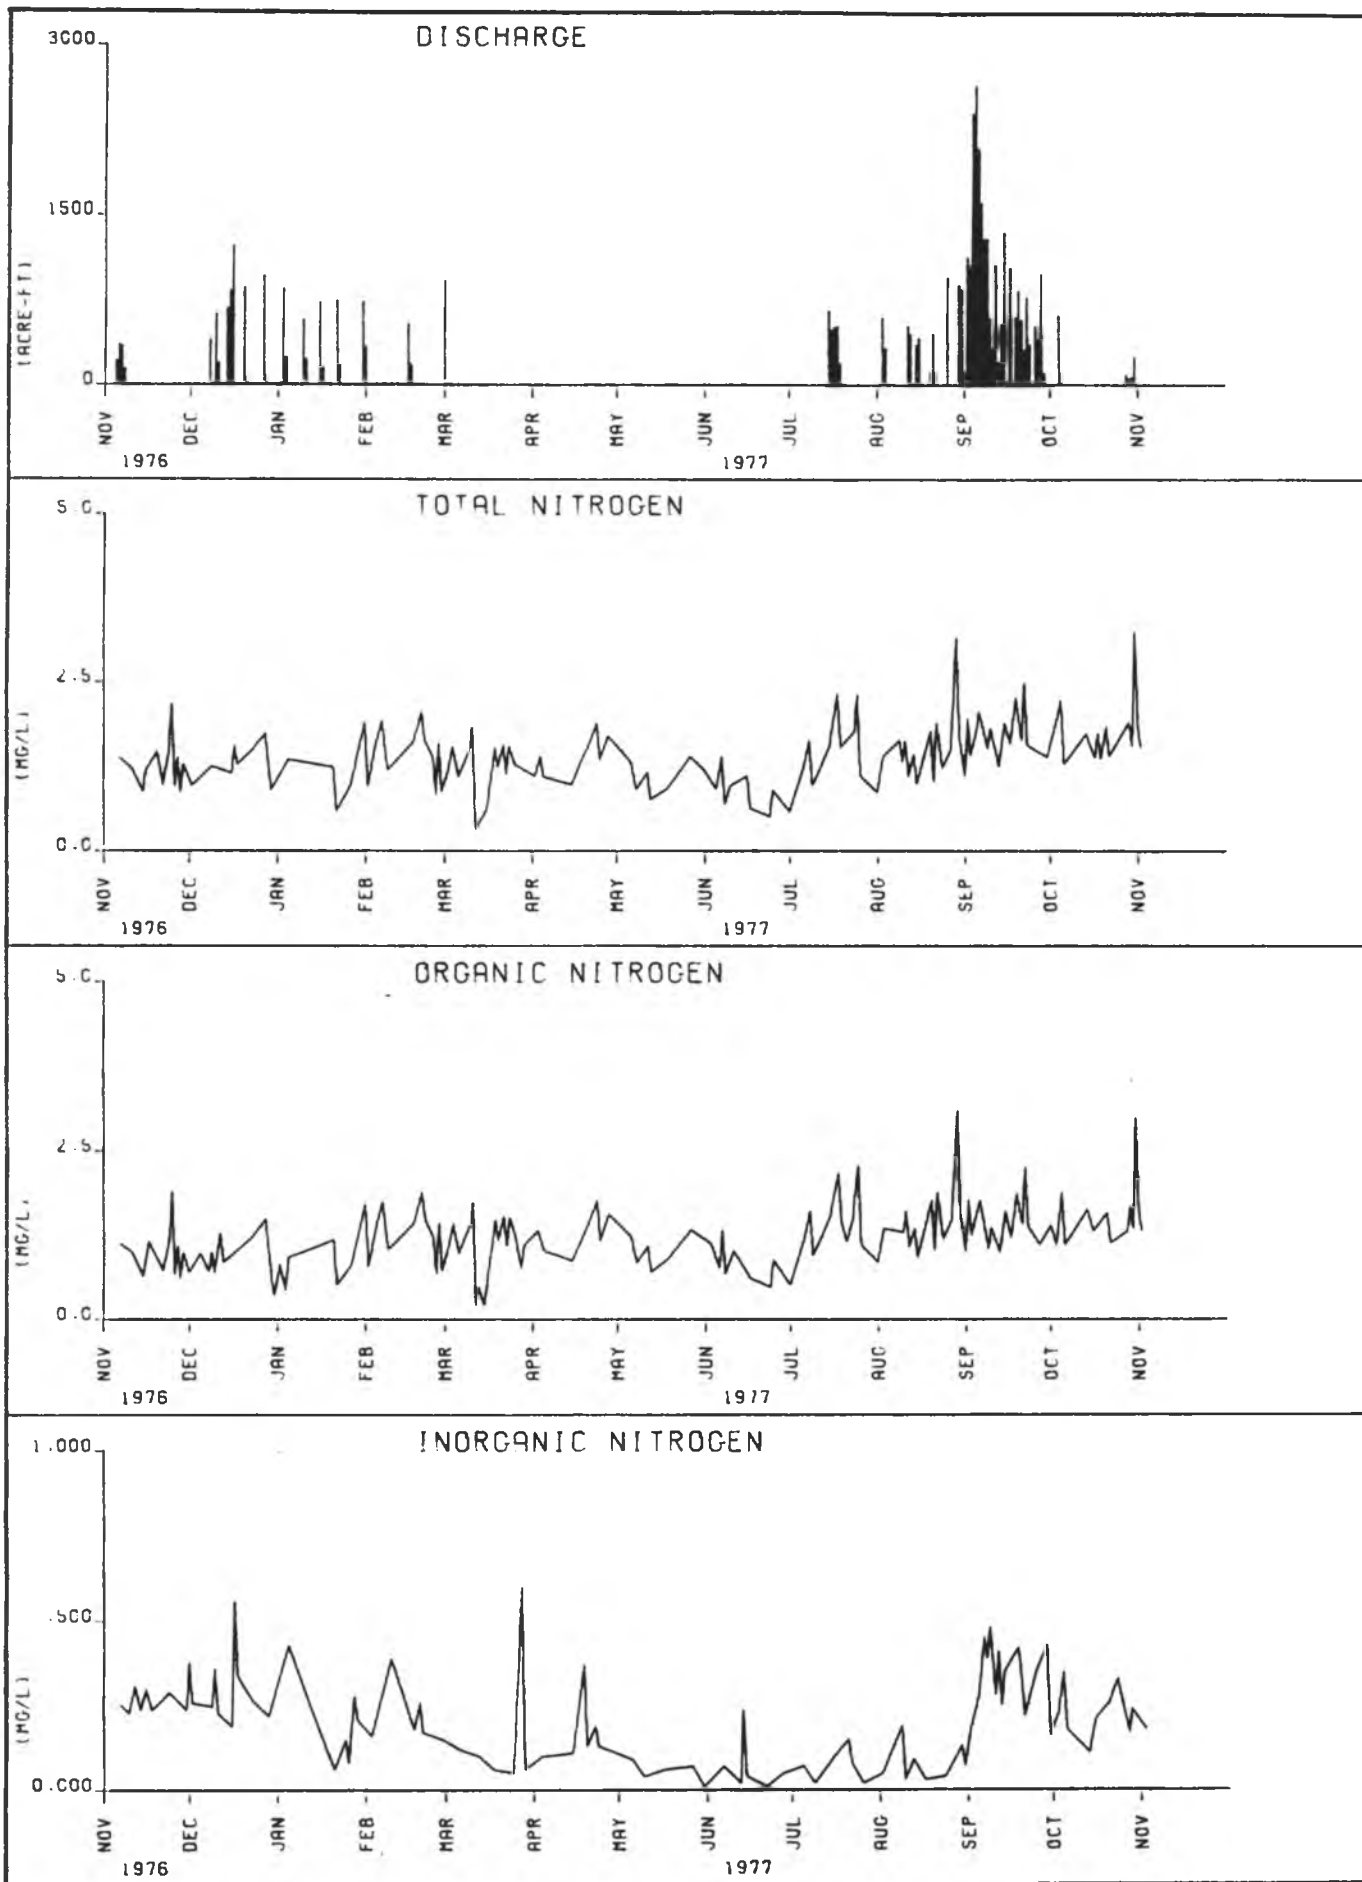 DISCHARGE
3000
1500
0
(ACRE-FT)
NOV DEC JAN FEB MAR APR MAY JUN JUL AUG SEP OCT NOV
1976 1977
TOTAL NITROGEN
5.0
2.5
0.0
(MG/L)
NOV DEC JAN FEB MAR APR MAY JUN JUL AUG SEP OCT NOV
1976 1977
ORGANIC NITROGEN
5.0
2.5
0.0
(MG/L)
NOV DEC JAN FEB MAR APR MAY JUN JUL AUG SEP OCT NOV
1976 1977
INORGANIC NITROGEN
1.000
.500
0.000
(MG/L)
NOV DEC JAN FEB MAR APR MAY JUN JUL AUG SEP OCT NOV
1976 1977